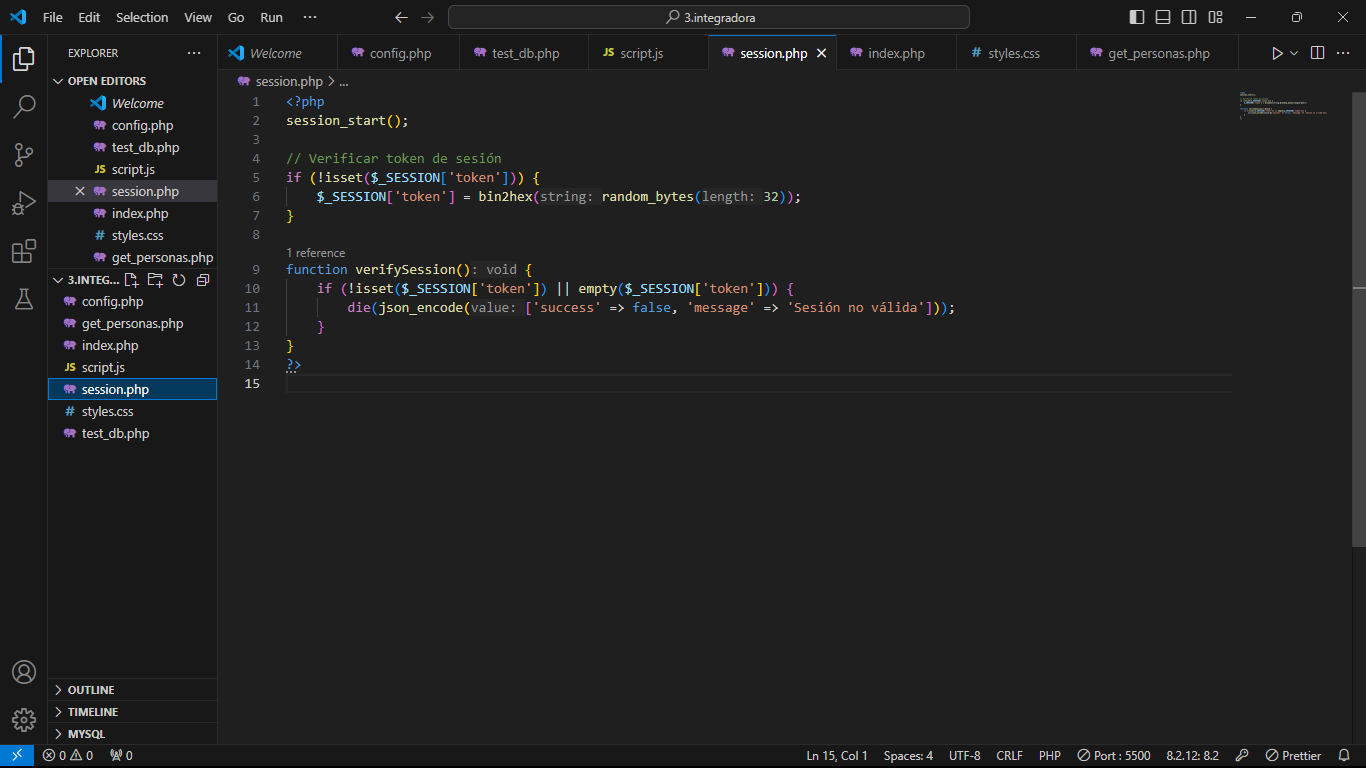 File Edit Selection View Go Run ···
3.integradora
EXPLORER ···
OPEN EDITORS
Welcome
config.php
test_db.php
JS script.js
session.php
index.php
# styles.css
get_personas.php
3.INTEG...
config.php
get_personas.php
index.php
JS script.js
session.php
# styles.css
test_db.php
OUTLINE
TIMELINE
MYSQL
Welcome config.php test_db.php JS script.js session.php index.php # styles.css get_personas.php
session.php > ...
1 <?php
2 session_start();
3
4 // Verificar token de sesión
5 if (!isset($_SESSION['token'])) {
6 $_SESSION['token'] = bin2hex(string: random_bytes(length: 32));
7 }
8
1 reference
9 function verifySession(): void {
10 if (!isset($_SESSION['token']) || empty($_SESSION['token'])) {
11 die(json_encode(value: ['success' => false, 'message' => 'Sesión no válida']));
12 }
13 }
14 ?>
15
0 0 0 Ln 15, Col 1 Spaces: 4 UTF-8 CRLF PHP Port : 5500 8.2.12: 8.2 Prettier